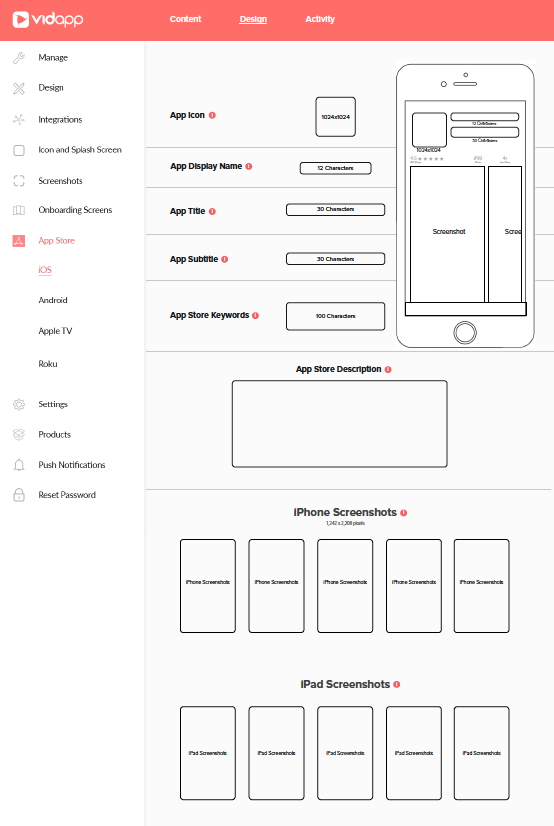 vidapp
Content
Design
Activity
Manage
Design
Integrations
Icon and Splash Screen
Screenshots
Onboarding Screens
App Store
iOS
Android
Apple TV
Roku
Settings
Products
Push Notifications
Reset Password
App Icon
1024x1024
App Display Name
12 Characters
App Title
30 Characters
App Subtitle
30 Characters
App Store Keywords
100 Characters
12 Characters
30 Characters
1024x1024
4.5 ★★★★★
4+
Screenshot
Scree
App Store Description
iPhone Screenshots
1,242 x 2,208 pixels
iPhone Screenshots
iPhone Screenshots
iPhone Screenshots
iPhone Screenshots
iPhone Screenshots
iPad Screenshots
iPad Screenshots
iPad Screenshots
iPad Screenshots
iPad Screenshots
iPad Screenshots